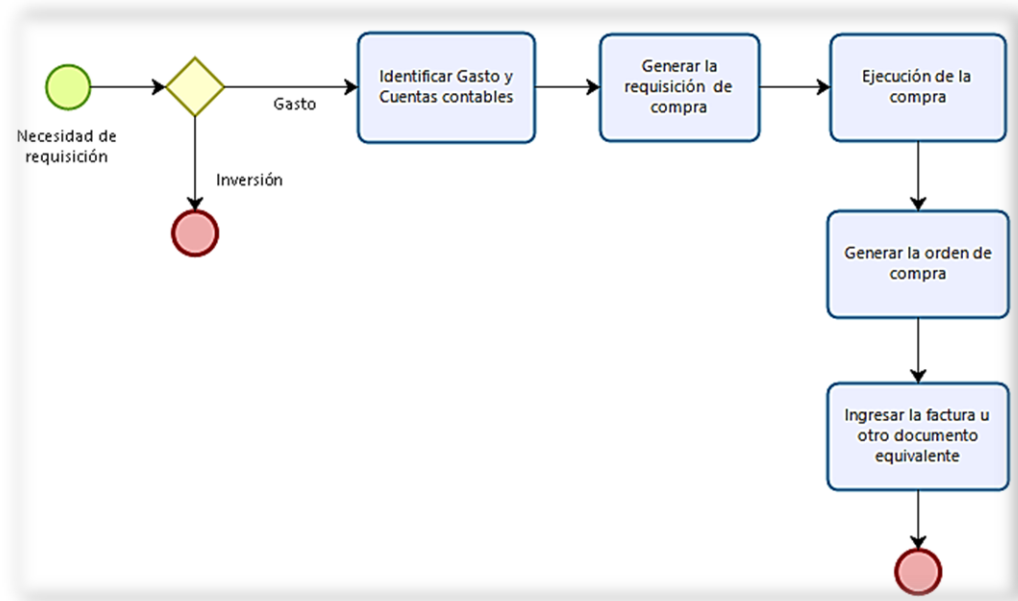 Necesidad de
requisición
Gasto
Inversión
Identificar Gasto y
Cuentas contables
Generar la
requisición de
compra
Ejecución de la
compra
Generar la orden de
compra
Ingresar la factura u
otro documento
equivalente